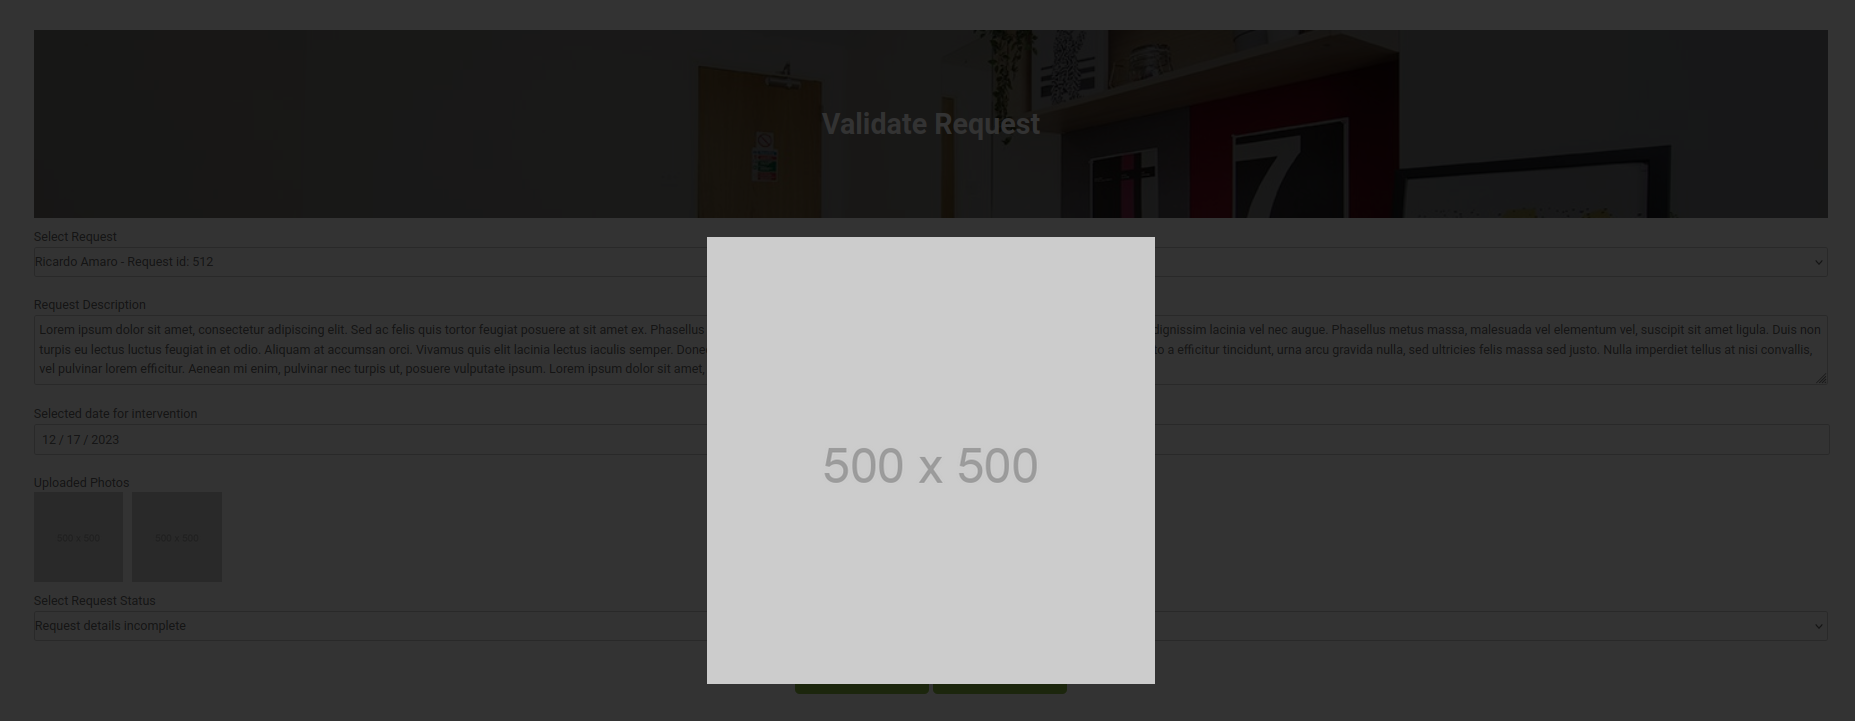 Validate Request
7
Select Request
Ricardo Amaro - Request id: 512
Request Description
Lorem ipsum dolor sit amet, consectetur adipiscing elit. Sed ac felis quis tortor feugiat posuere at sit amet ex. Phasellus dignissim lacinia vel nec augue. Phasellus metus massa, malesuada vel elementum vel, suscipit sit amet ligula. Duis non
turpis eu lectus luctus feugiat in et odio. Aliquam at accumsan orci. Vivamus quis elit lacinia lectus iaculis semper. Done a efficitur tincidunt, urna arcu gravida nulla, sed ultricies felis massa sed justo. Nulla imperdiet tellus at nisi convallis,
vel pulvinar lorem efficitur. Aenean mi enim, pulvinar nec turpis ut, posuere vulputate ipsum. Lorem ipsum dolor sit amet,
Selected date for intervention
12 / 17 / 2023
Uploaded Photos
500 x 500
500 x 500
500 x 500
Select Request Status
Request details incomplete